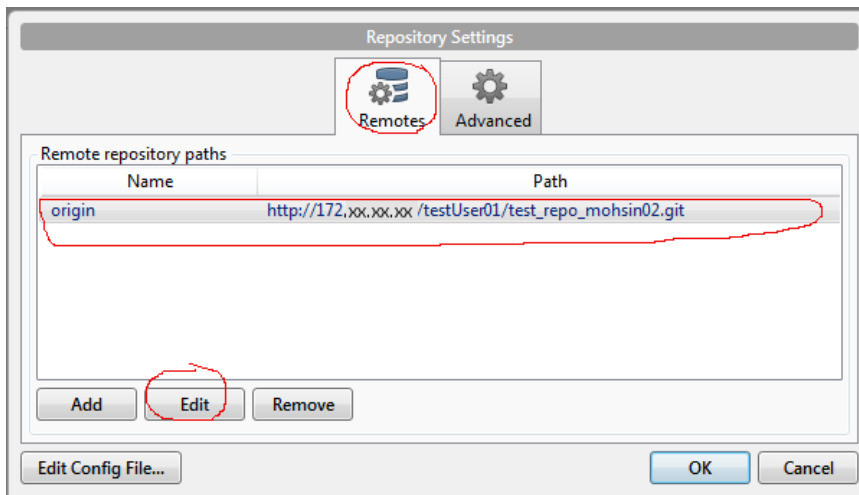 Repository Settings
Remotes Advanced
Remote repository paths
Name Path
origin http://172.xx.xx.xx /testUser01/test_repo_mohsin02.git
Add Edit Remove
Edit Config File... OK Cancel